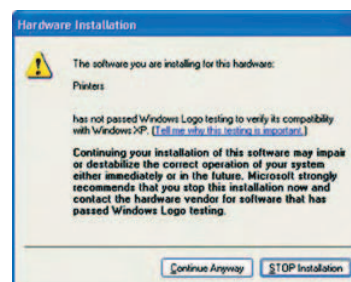 Hardware Installation
The software you are installing for this hardware:
Printers
has not passed Windows Logo testing to verify its compatibility
with Windows XP. (Tell me why this testing is important.)
Continuing your installation of this software may impair
or destabilize the correct operation of your system
either immediately or in the future. Microsoft strongly
recommends that you stop this installation now and
contact the hardware vendor for software that has
passed Windows Logo testing.
Continue Anyway STOP Installation